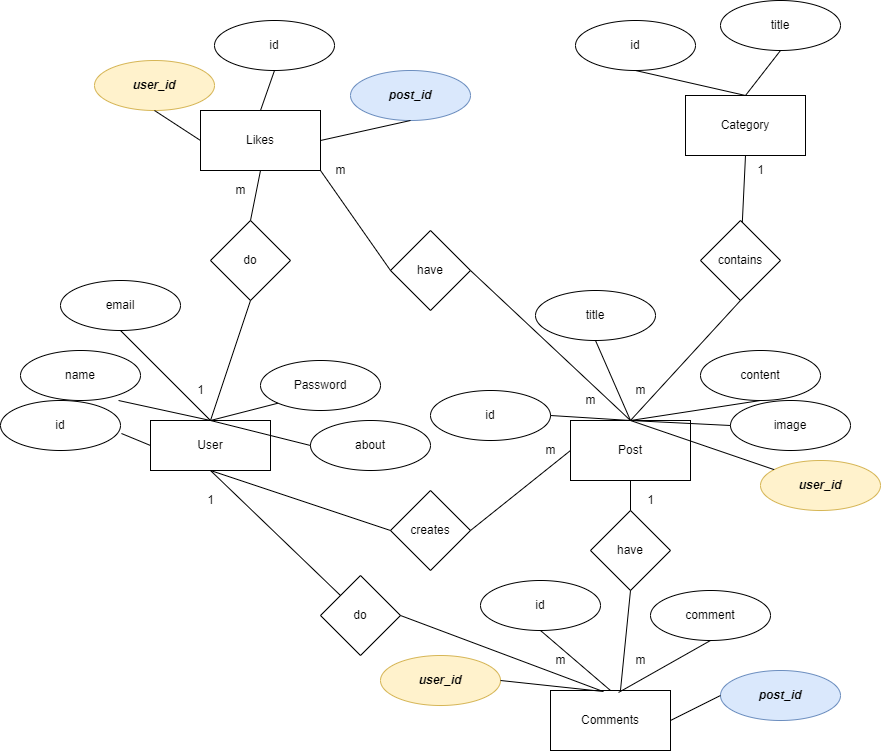 title
id
id
user_id
post_id
Category
Likes
m
1
m
do
have
contains
email
title
name
Password
content
1
m
m
id
id
image
User
about
m
Post
user_id
1
1
creates
have
do
id
comment
m
m
user_id
post_id
Comments